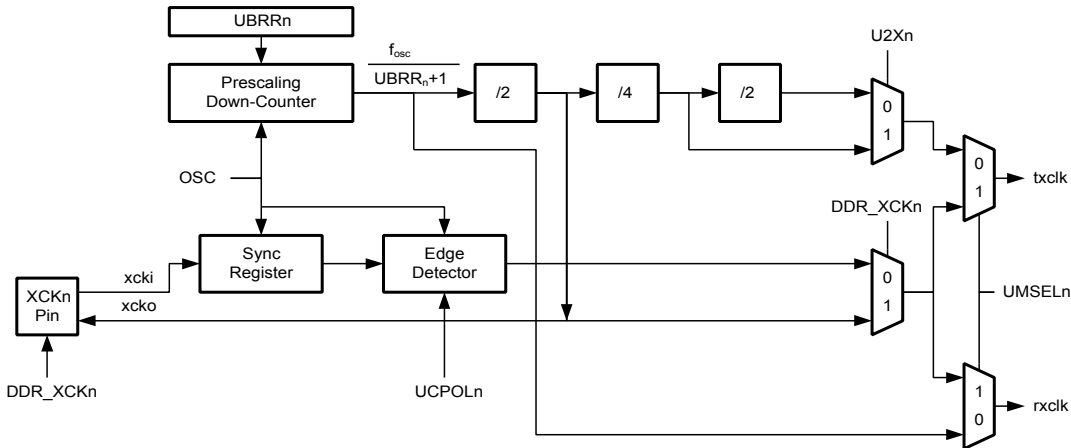 UBRRn
U2Xn
fosc
UBRRn+1
Prescaling
Down-Counter
/2
/4
/2
0
1
OSC
0
1
txclk
DDR_XCKn
Sync
Register
Edge
Detector
0
1
xcki
xcko
XCKn
Pin
UMSELn
DDR_XCKn
UCPOLn
1
0
rxclk